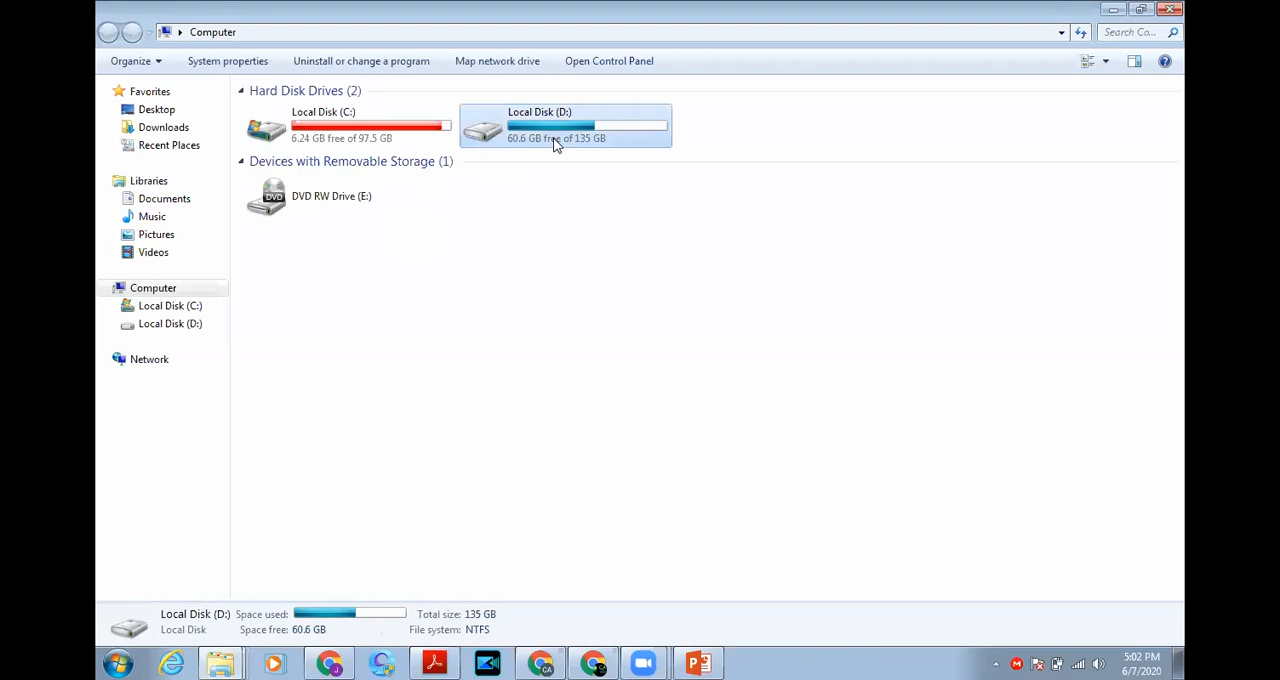 Computer
Search Co...
Organize
System properties
Uninstall or change a program
Map network drive
Open Control Panel
Favorites
Desktop
Downloads
Recent Places
Libraries
Documents
Music
Pictures
Videos
Computer
Local Disk (C:)
Local Disk (D:)
Network
Hard Disk Drives (2)
Local Disk (C:)
6.24 GB free of 97.5 GB
Local Disk (D:)
60.6 GB free of 135 GB
Devices with Removable Storage (1)
DVD
DVD RW Drive (E:)
Local Disk (D:) Space used: Total size: 135 GB
Local Disk Space free: 60.6 GB File system: NTFS
J
CA
P
M
5:02 PM
6/7/2020